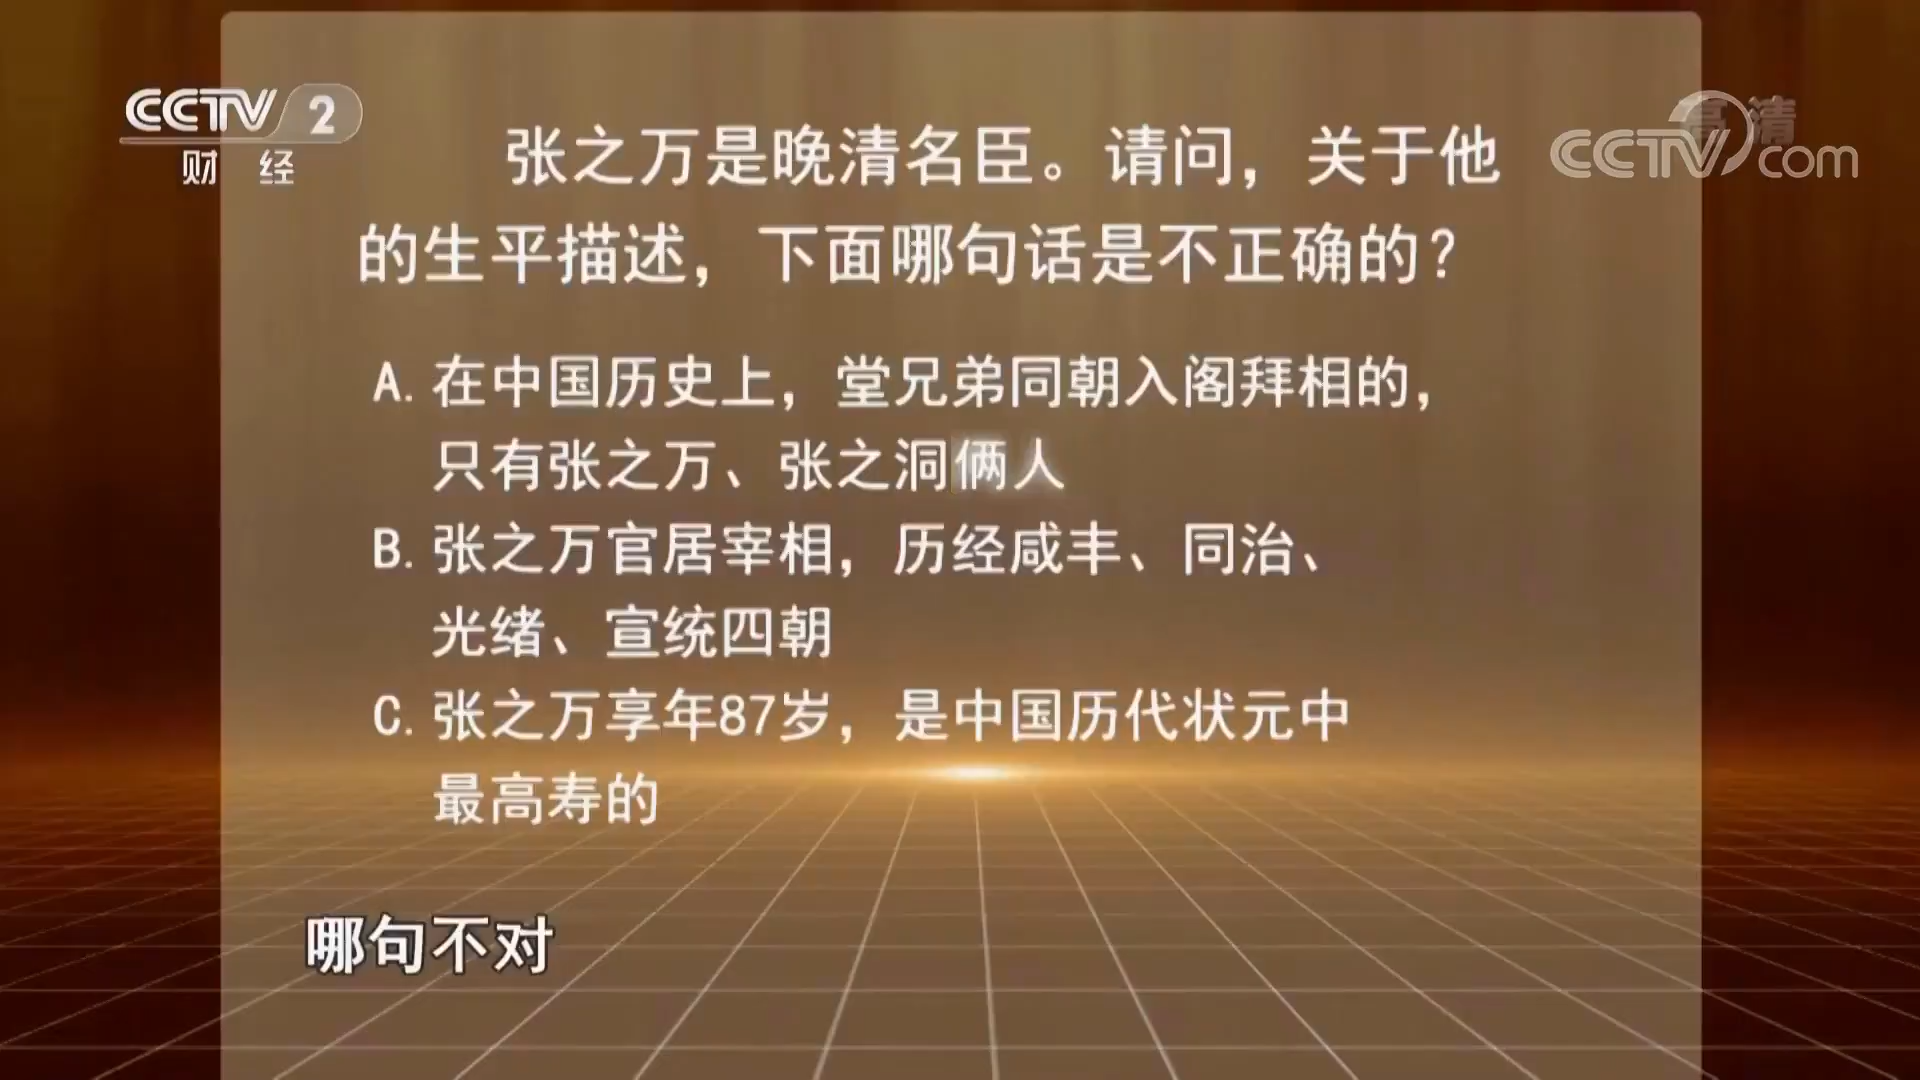 CCTV 2
财 经
高清
CCTV.com
张之万是晚清名臣。请问，关于他
的生平描述，下面哪句话是不正确的？
A. 在中国历史上，堂兄弟同朝入阁拜相的，
只有张之万、张之洞俩人
B. 张之万官居宰相，历经咸丰、同治、
光绪、宣统四朝
C. 张之万享年87岁，是中国历代状元中
最高寿的
哪句不对